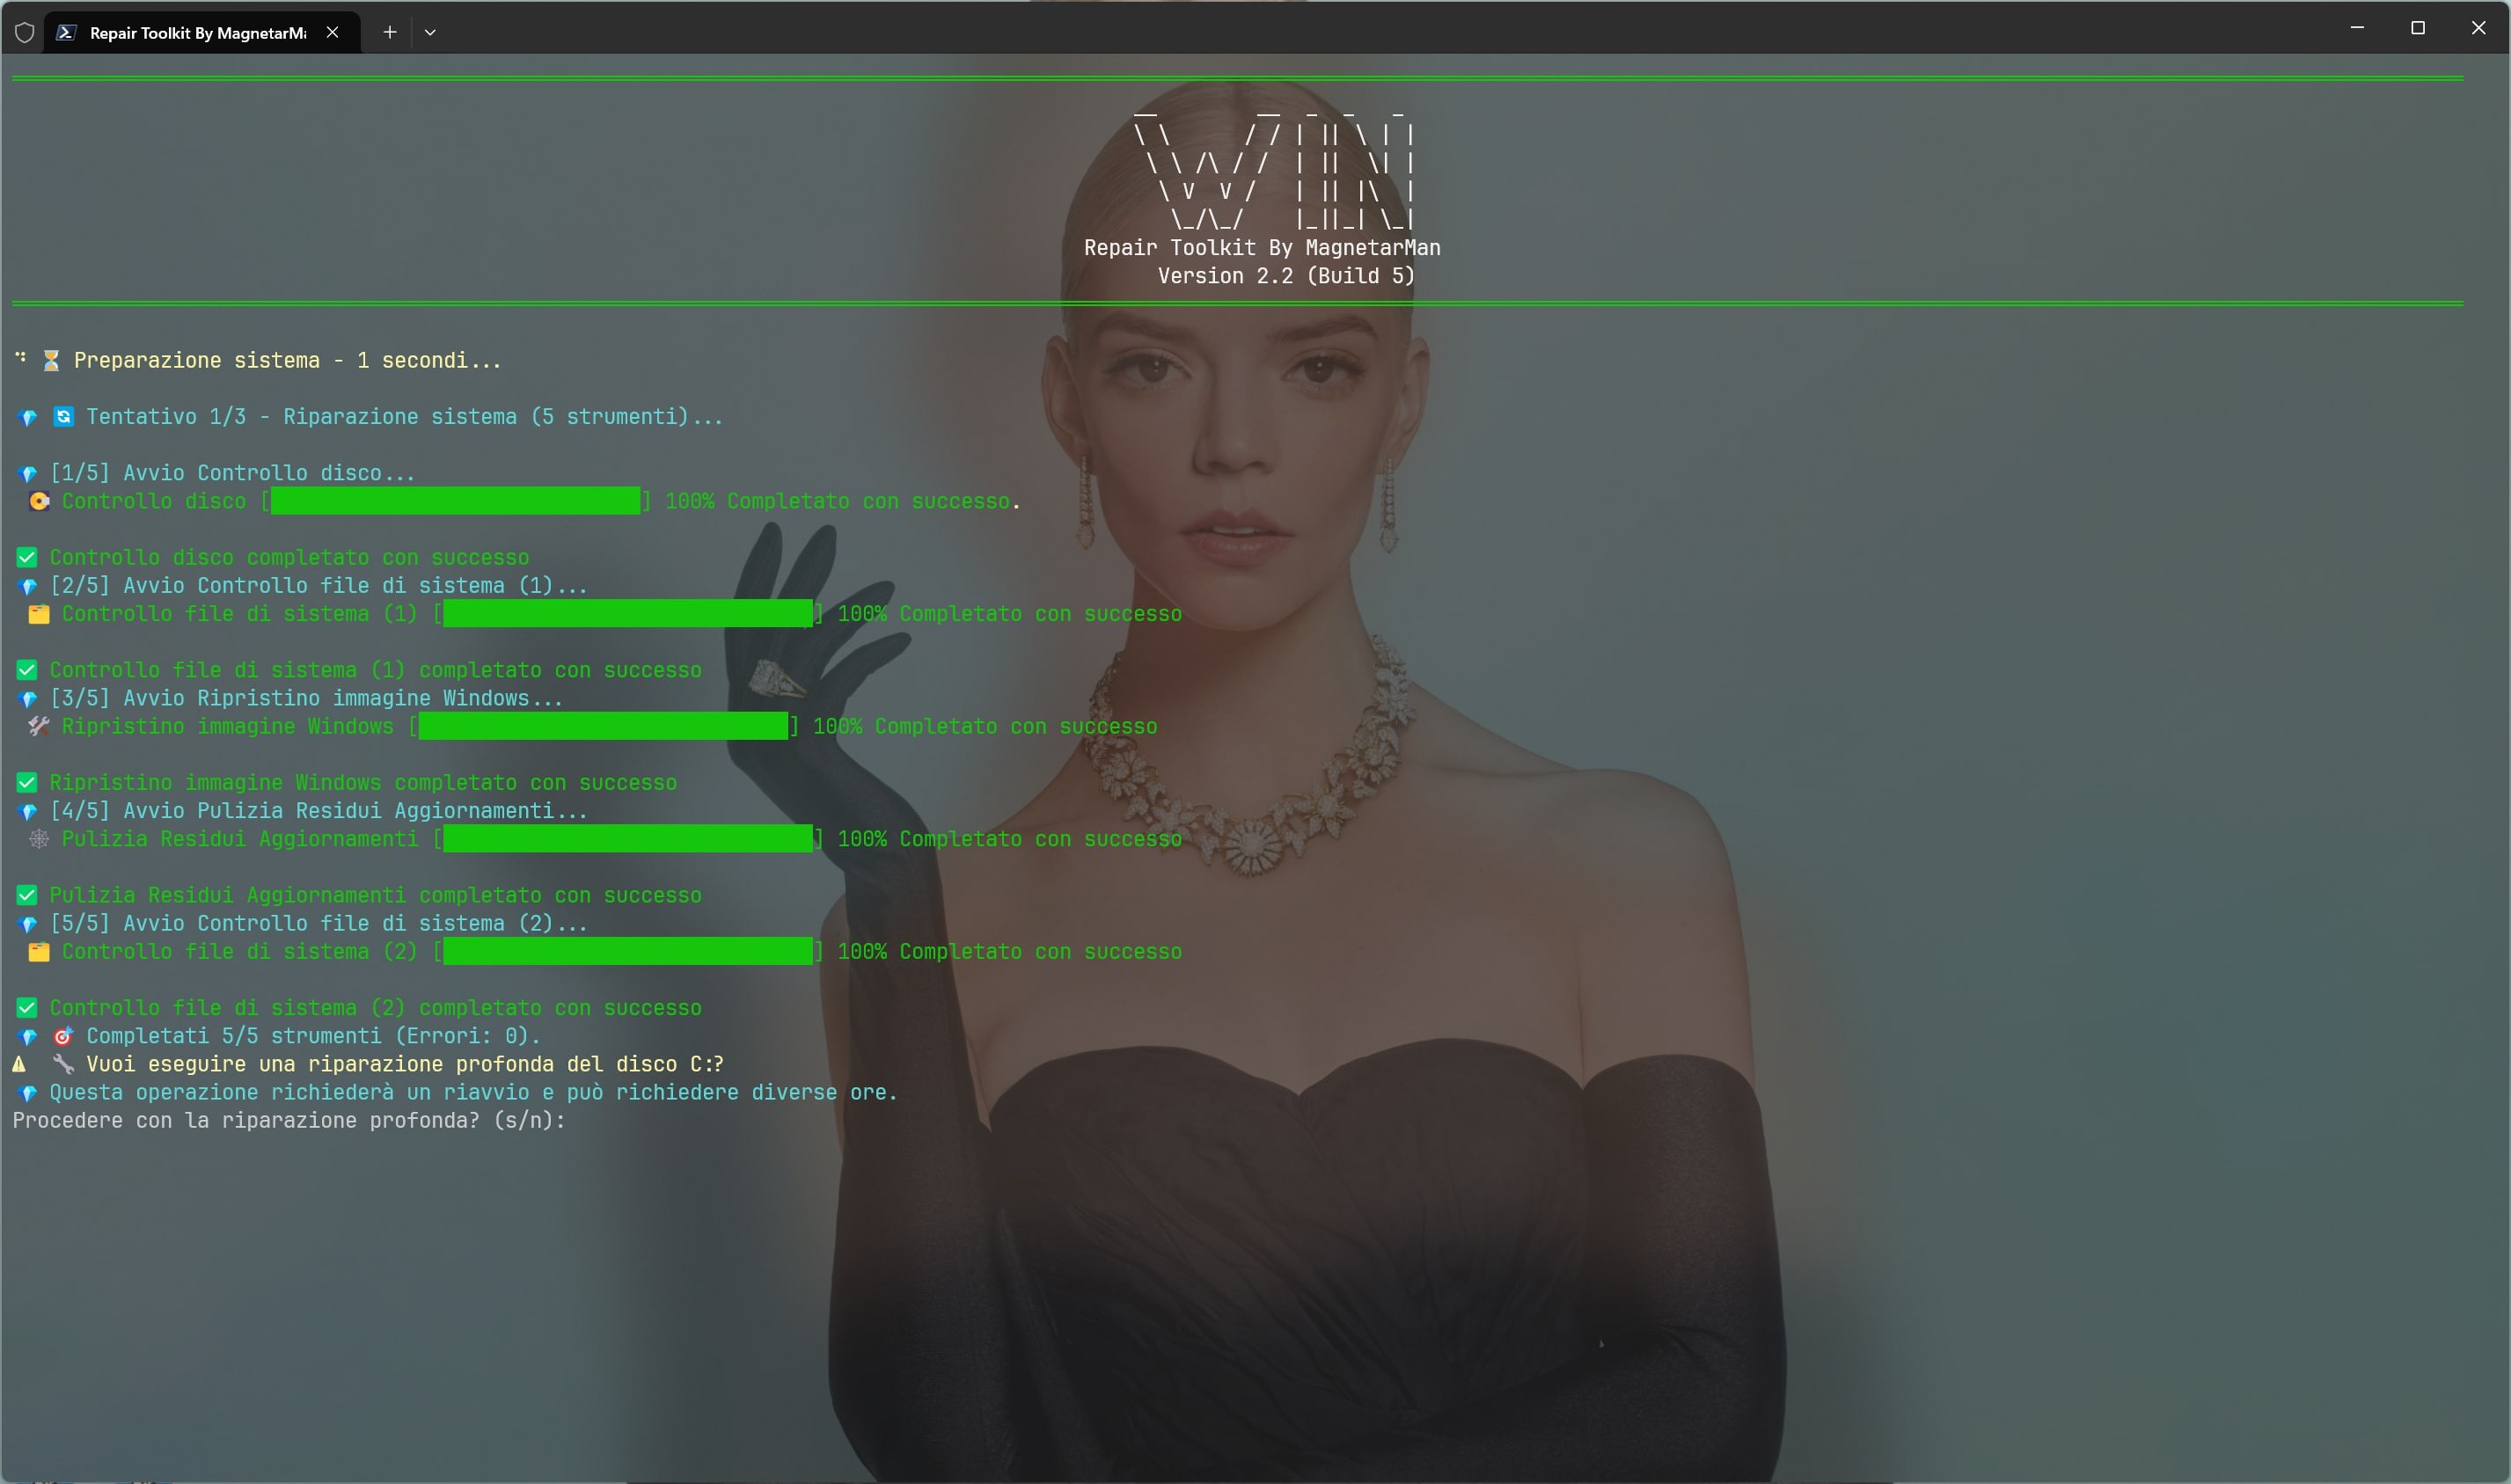 Repair Toolkit By MagnetarMa
WIN
Repair Toolkit By MagnetarMan
Version 2.2 (Build 5)
⏳ Preparazione sistema - 1 secondi...
💎 🔄 Tentativo 1/3 - Riparazione sistema (5 strumenti)...
💎 [1/5] Avvio Controllo disco...
💽 Controllo disco [██████████████████████████████] 100% Completato con successo.
✅ Controllo disco completato con successo
💎 [2/5] Avvio Controllo file di sistema (1)...
🗂️ Controllo file di sistema (1) [██████████████████████████████] 100% Completato con successo
✅ Controllo file di sistema (1) completato con successo
💎 [3/5] Avvio Ripristino immagine Windows...
🛠️ Ripristino immagine Windows [██████████████████████████████] 100% Completato con successo
✅ Ripristino immagine Windows completato con successo
💎 [4/5] Avvio Pulizia Residui Aggiornamenti...
🕸️ Pulizia Residui Aggiornamenti [██████████████████████████████] 100% Completato con successo
✅ Pulizia Residui Aggiornamenti completato con successo
💎 [5/5] Avvio Controllo file di sistema (2)...
🗂️ Controllo file di sistema (2) [██████████████████████████████] 100% Completato con successo
✅ Controllo file di sistema (2) completato con successo
💎 🎯 Completati 5/5 strumenti (Errori: 0).
⚠️ 🔧 Vuoi eseguire una riparazione profonda del disco C:?
💎 Questa operazione richiederà un riavvio e può richiedere diverse ore.
Procedere con la riparazione profonda? (s/n):